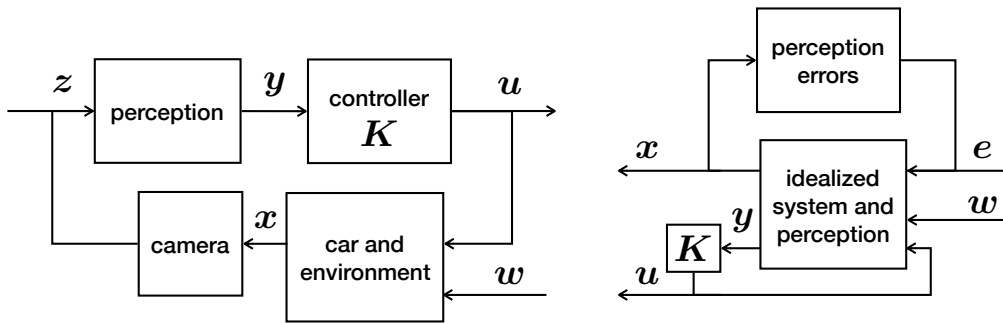 z
perception
y
controller
K
u
camera
x
car and
environment
w
perception
errors
x
e
idealized
system and
perception
w
y
K
u